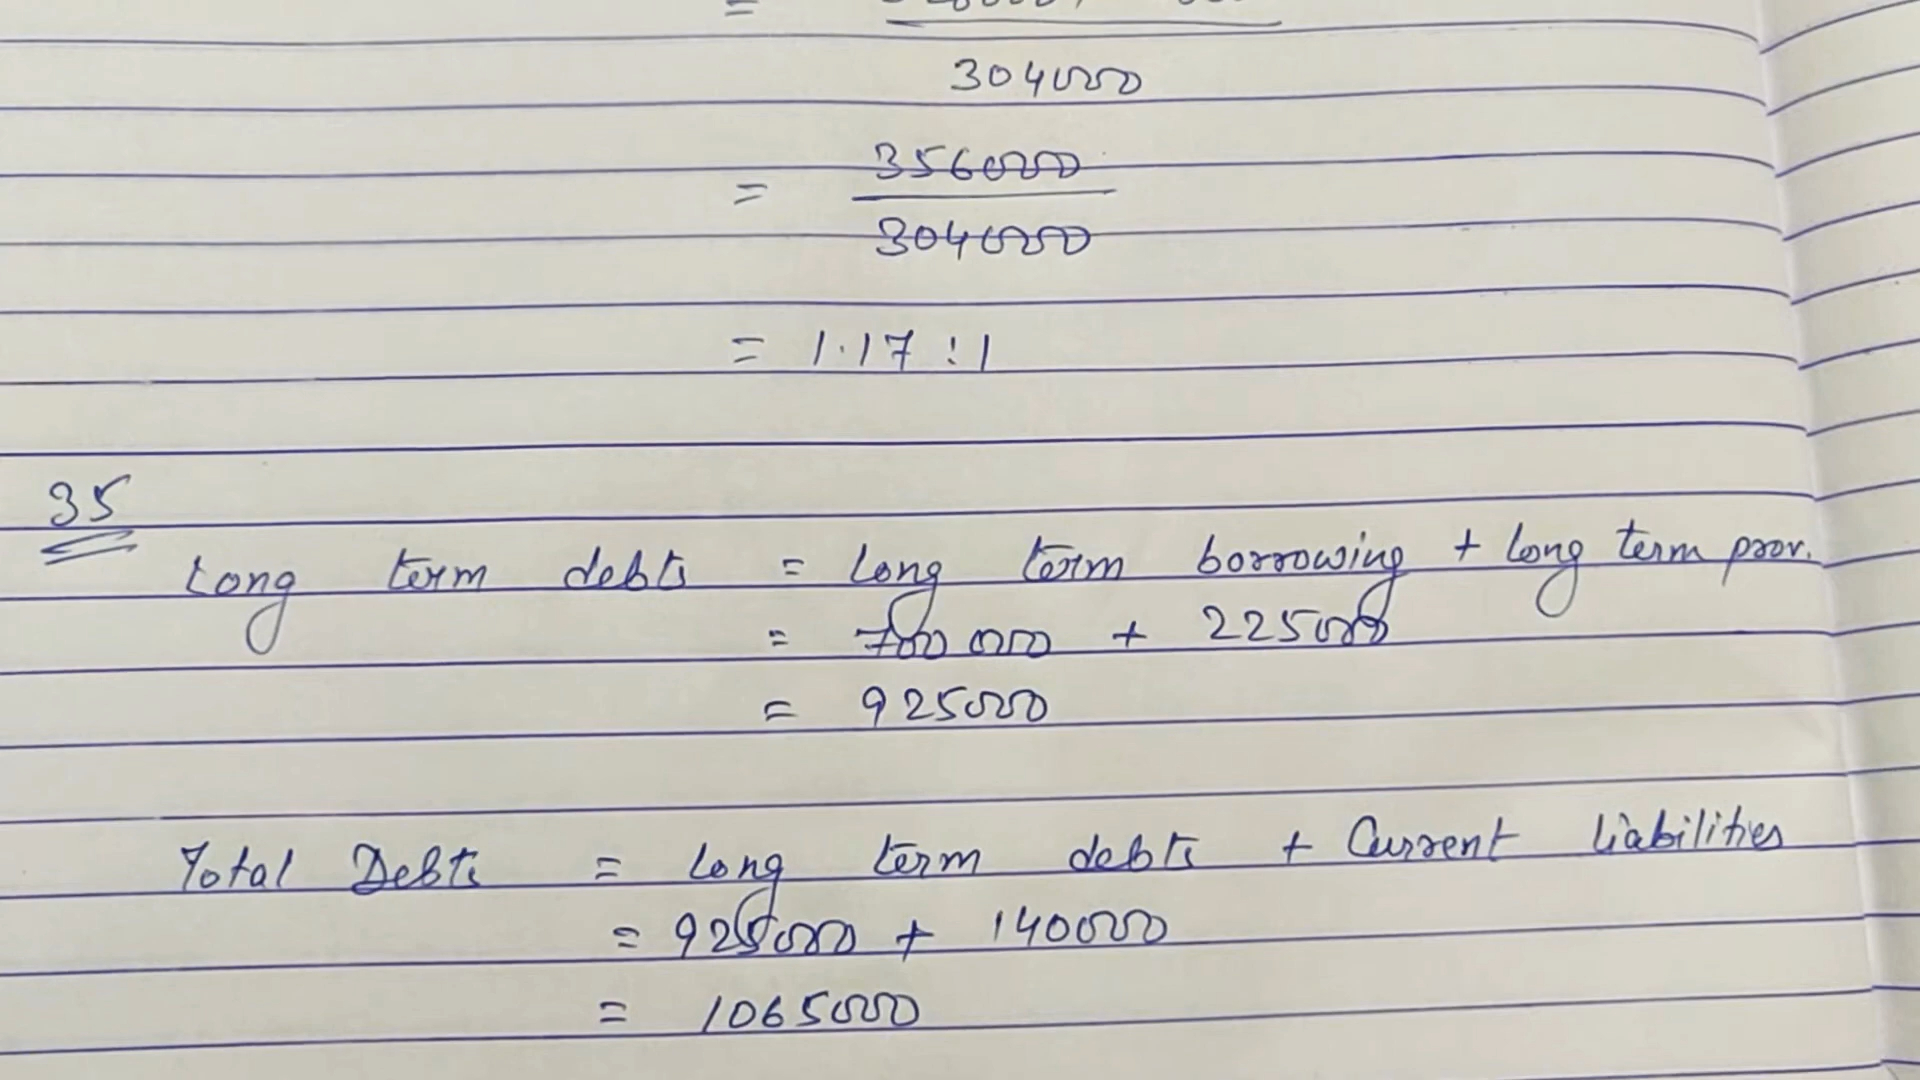 =
304000
= 356000
304000
= 1.17 : 1
35
Long term debts = Long term borrowing + Long term prov.
= 700000 + 225000
= 925000
Total Debts = Long term debts + Current liabilities
= 925000 + 140000
= 1065000